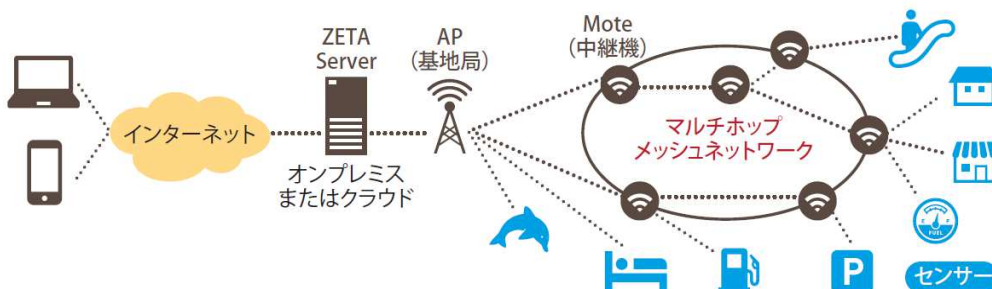 ZETA
Server
AP
(基地局)
Mote
(中継機)
インターネット
オンプレミス
またはクラウド
マルチホップ
メッシュネットワーク
FUEL
P
センサー